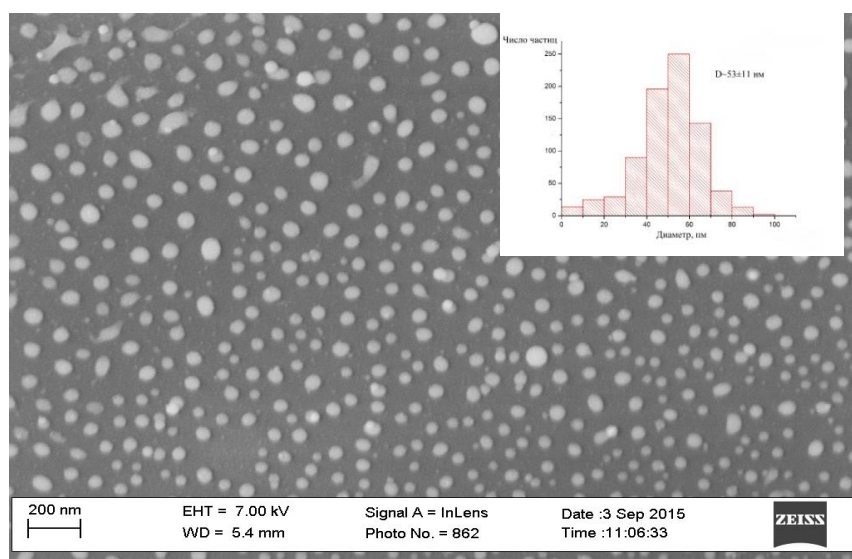 Число частиц
250
200
150
100
50
0
D~53±11 нм
0 20 40 60 80 100
Диаметр, нм
200 nm
EHT = 7.00 kV
WD = 5.4 mm
Signal A = InLens
Photo No. = 862
Date :3 Sep 2015
Time :11:06:33
ZEISS